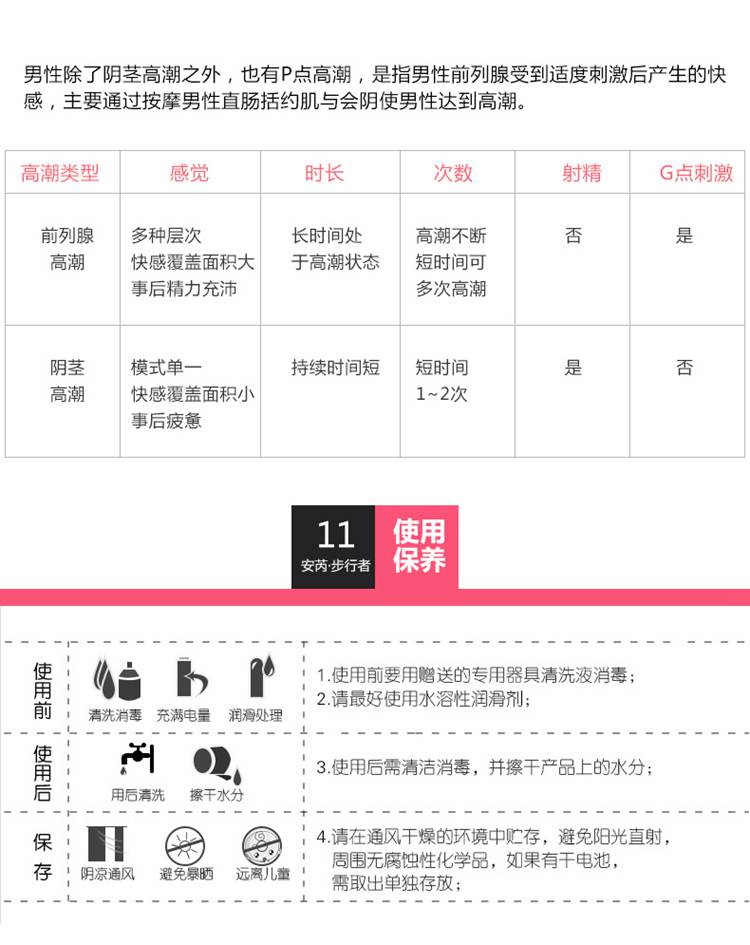 男性除了阴茎高潮之外，也有P点高潮，是指男性前列腺受到适度刺激后产生的快
感，主要通过按摩男性直肠括约肌与会阴使男性达到高潮。
高潮类型 感觉 时长 次数 射精 G点刺激
前列腺 多种层次 长时间处 高潮不断 否 是
高潮 快感覆盖面积大 于高潮状态 短时间可
事后精力充沛 多次高潮
阴茎 模式单一 持续时间短 短时间 是 否
高潮 快感覆盖面积小 1~2次
事后疲惫
11
安芮·步行者
使用
保养
使用前
清洗消毒 充满电量 润滑处理
1.使用前要用赠送的专用器具清洗液消毒；
2.请最好使用水溶性润滑剂；
使用后
用后清洗 擦干水分
3.使用后需清洁消毒，并擦干产品上的水分；
保存
阴凉通风 避免暴晒 远离儿童
4.请在通风干燥的环境中贮存，避免阳光直射，
周围无腐蚀性化学品，如果有干电池，
需取出单独存放；